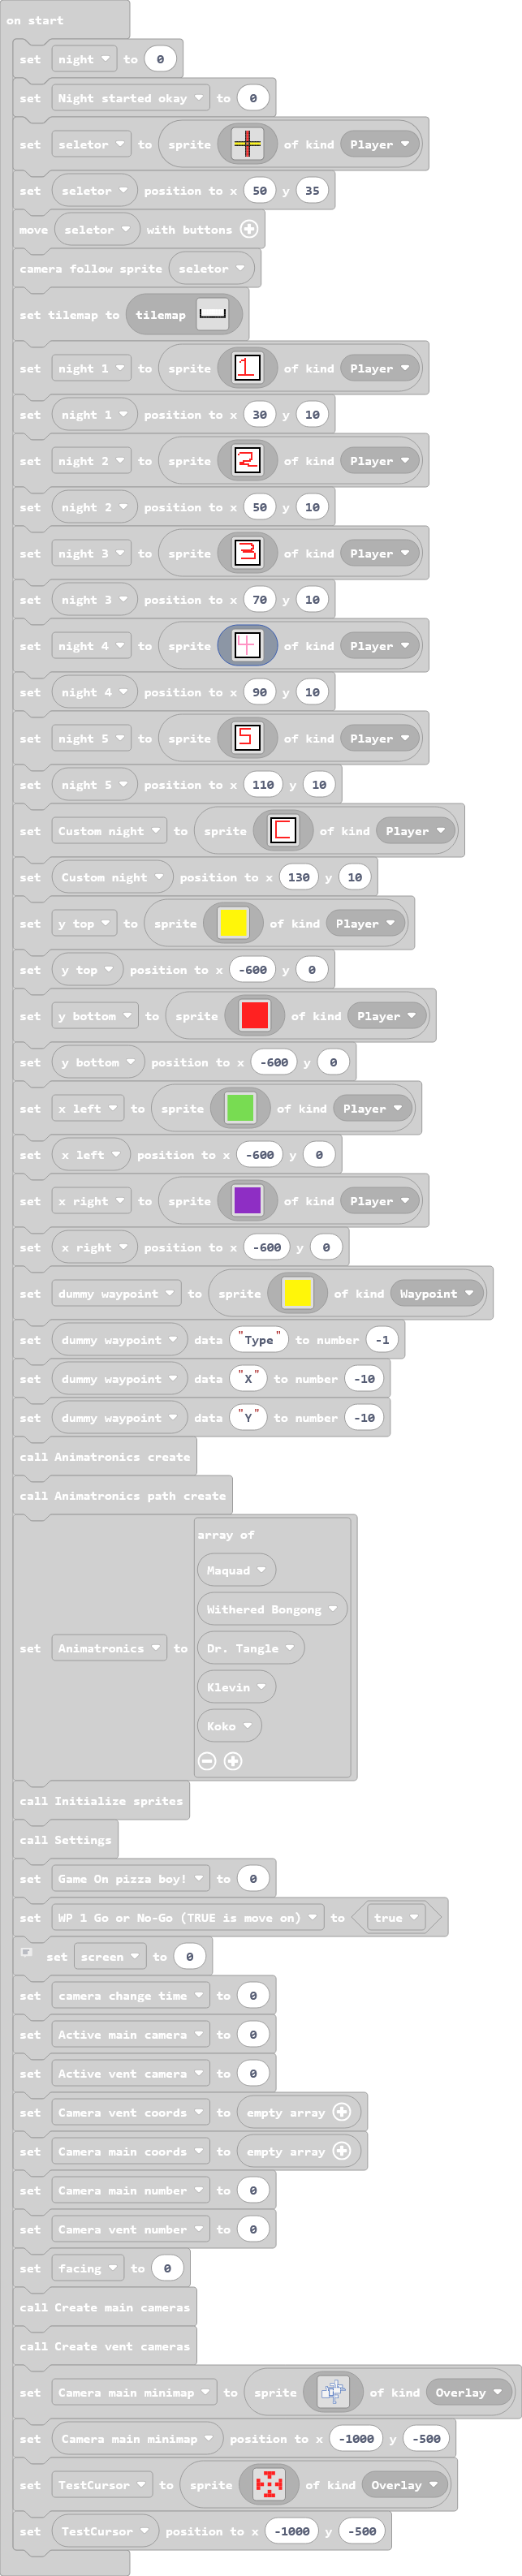 on start
set night to 0
set Night started okay to 0
set seletor to sprite of kind Player
set seletor position to x 50 y 35
move seletor with buttons
camera follow sprite seletor
set tilemap to tilemap
set night 1 to sprite 1 of kind Player
set night 1 position to x 30 y 10
set night 2 to sprite 2 of kind Player
set night 2 position to x 50 y 10
set night 3 to sprite 3 of kind Player
set night 3 position to x 70 y 10
set night 4 to sprite 4 of kind Player
set night 4 position to x 90 y 10
set night 5 to sprite 5 of kind Player
set night 5 position to x 110 y 10
set Custom night to sprite C of kind Player
set Custom night position to x 130 y 10
set y top to sprite of kind Player
set y top position to x -600 y 0
set y bottom to sprite of kind Player
set y bottom position to x -600 y 0
set x left to sprite of kind Player
set x left position to x -600 y 0
set x right to sprite of kind Player
set x right position to x -600 y 0
set dummy waypoint to sprite of kind Waypoint
set dummy waypoint data "Type" to number -1
set dummy waypoint data "X" to number -10
set dummy waypoint data "Y" to number -10
call Animatronics create
call Animatronics path create
array of
Maquad
Withered Bongong
set Animatronics to Dr. Tangle
Klevin
Koko
call Initialize sprites
call Settings
set Game On pizza boy! to 0
set WP 1 Go or No-Go (TRUE is move on) to true
set screen to 0
set camera change time to 0
set Active main camera to 0
set Active vent camera to 0
set Camera vent coords to empty array
set Camera main coords to empty array
set Camera main number to 0
set Camera vent number to 0
set facing to 0
call Create main cameras
call Create vent cameras
set Camera main minimap to sprite of kind Overlay
set Camera main minimap position to x -1000 y -500
set TestCursor to sprite of kind Overlay
set TestCursor position to x -1000 y -500